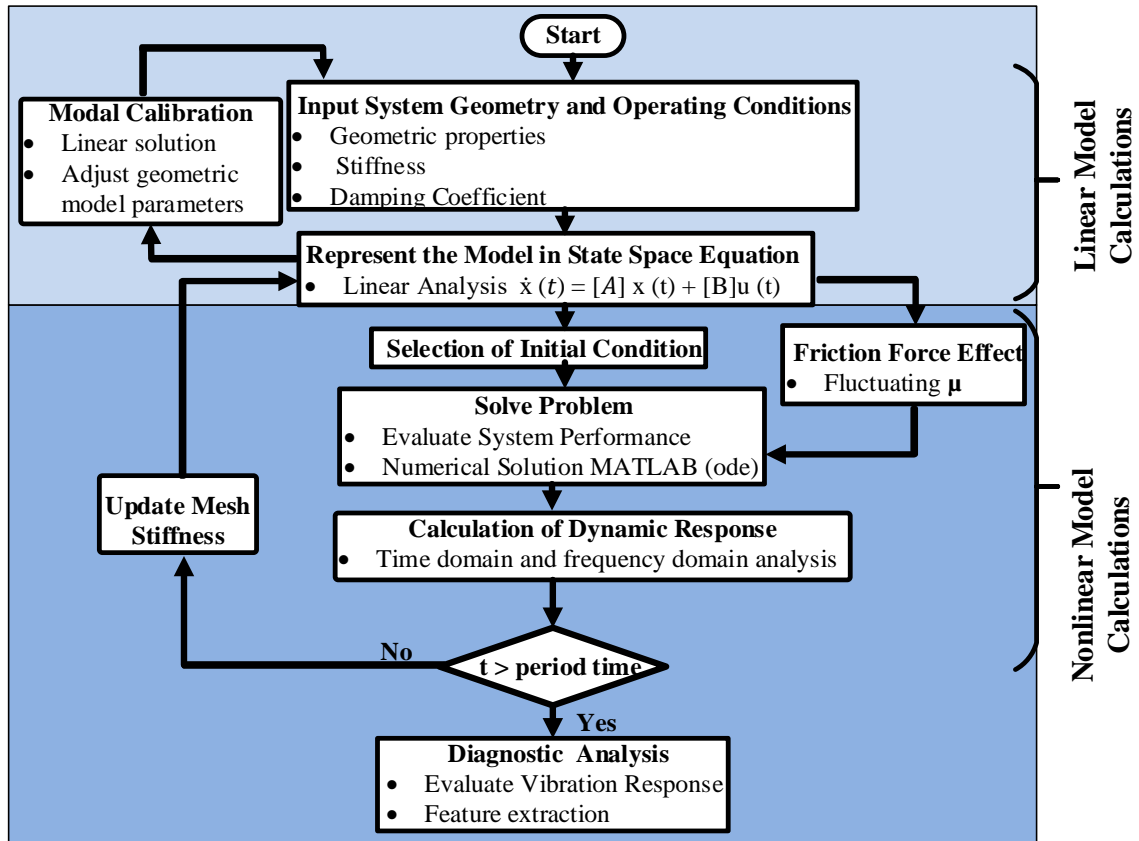 Start
Modal Calibration
• Linear solution
• Adjust geometric
model parameters
Input System Geometry and Operating Conditions
• Geometric properties
• Stiffness
• Damping Coefficient
Represent the Model in State Space Equation
• Linear Analysis ẋ (t) = [A] x (t) + [B]u (t)
Linear Model
Calculations
Selection of Initial Condition
Friction Force Effect
• Fluctuating μ
Solve Problem
• Evaluate System Performance
• Numerical Solution MATLAB (ode)
Update Mesh
Stiffness
Calculation of Dynamic Response
• Time domain and frequency domain analysis
No
t > period time
Yes
Diagnostic Analysis
• Evaluate Vibration Response
• Feature extraction
Nonlinear Model
Calculations